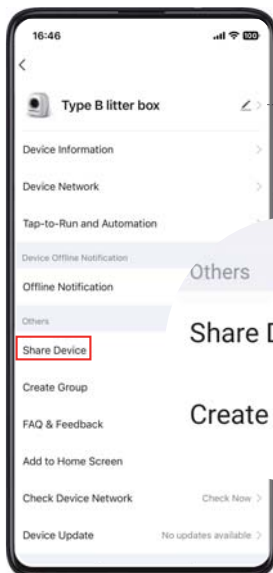 16:46
100
Type B litter box
Device Information
Device Network
Tap-to-Run and Automation
Device Offline Notification
Offline Notification
Others
Share Device
Create Group
FAQ & Feedback
Add to Home Screen
Check Device Network Check Now
Device Update No updates available
Others
Share D
Create